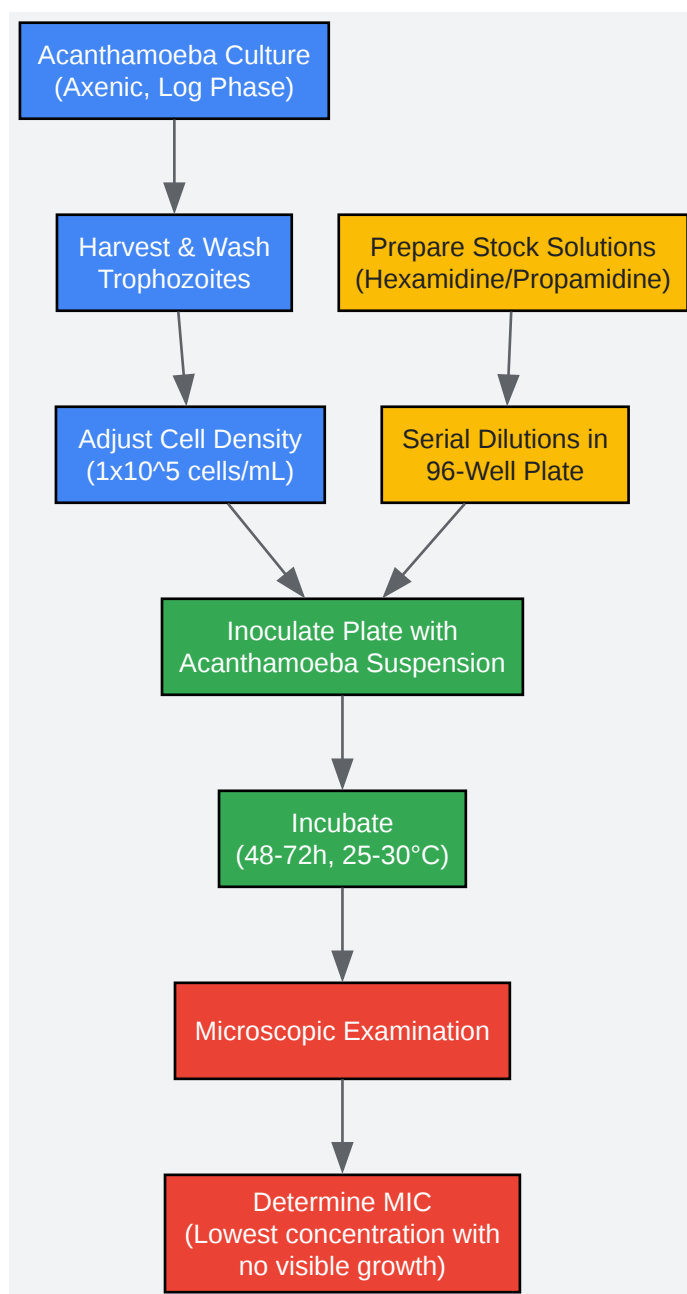 Acanthamoeba Culture
(Axenic, Log Phase)
Harvest & Wash
Trophozoites
Prepare Stock Solutions
(Hexamidine/Propamidine)
Adjust Cell Density
(1x10^5 cells/mL)
Serial Dilutions in
96-Well Plate
Inoculate Plate with
Acanthamoeba Suspension
Incubate
(48-72h, 25-30°C)
Microscopic Examination
Determine MIC
(Lowest concentration with
no visible growth)